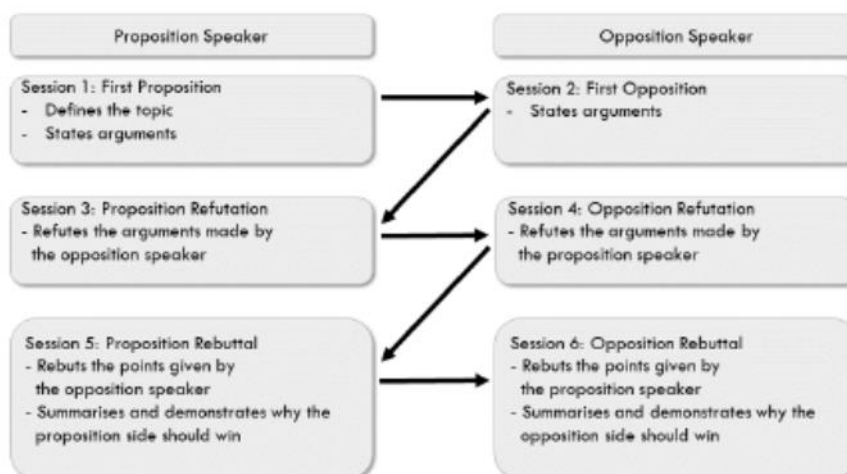 Proposition Speaker
Opposition Speaker
Session 1: First Proposition
- Defines the topic
- States arguments
Session 2: First Opposition
- States arguments
Session 3: Proposition Refutation
- Refutes the arguments made by
the opposition speaker
Session 4: Opposition Refutation
- Refutes the arguments made by
the proposition speaker
Session 5: Proposition Rebuttal
- Rebuts the points given by
the opposition speaker
- Summarises and demonstrates why the
proposition side should win
Session 6: Opposition Rebuttal
- Rebuts the points given by
the proposition speaker
- Summarises and demonstrates why the
opposition side should win